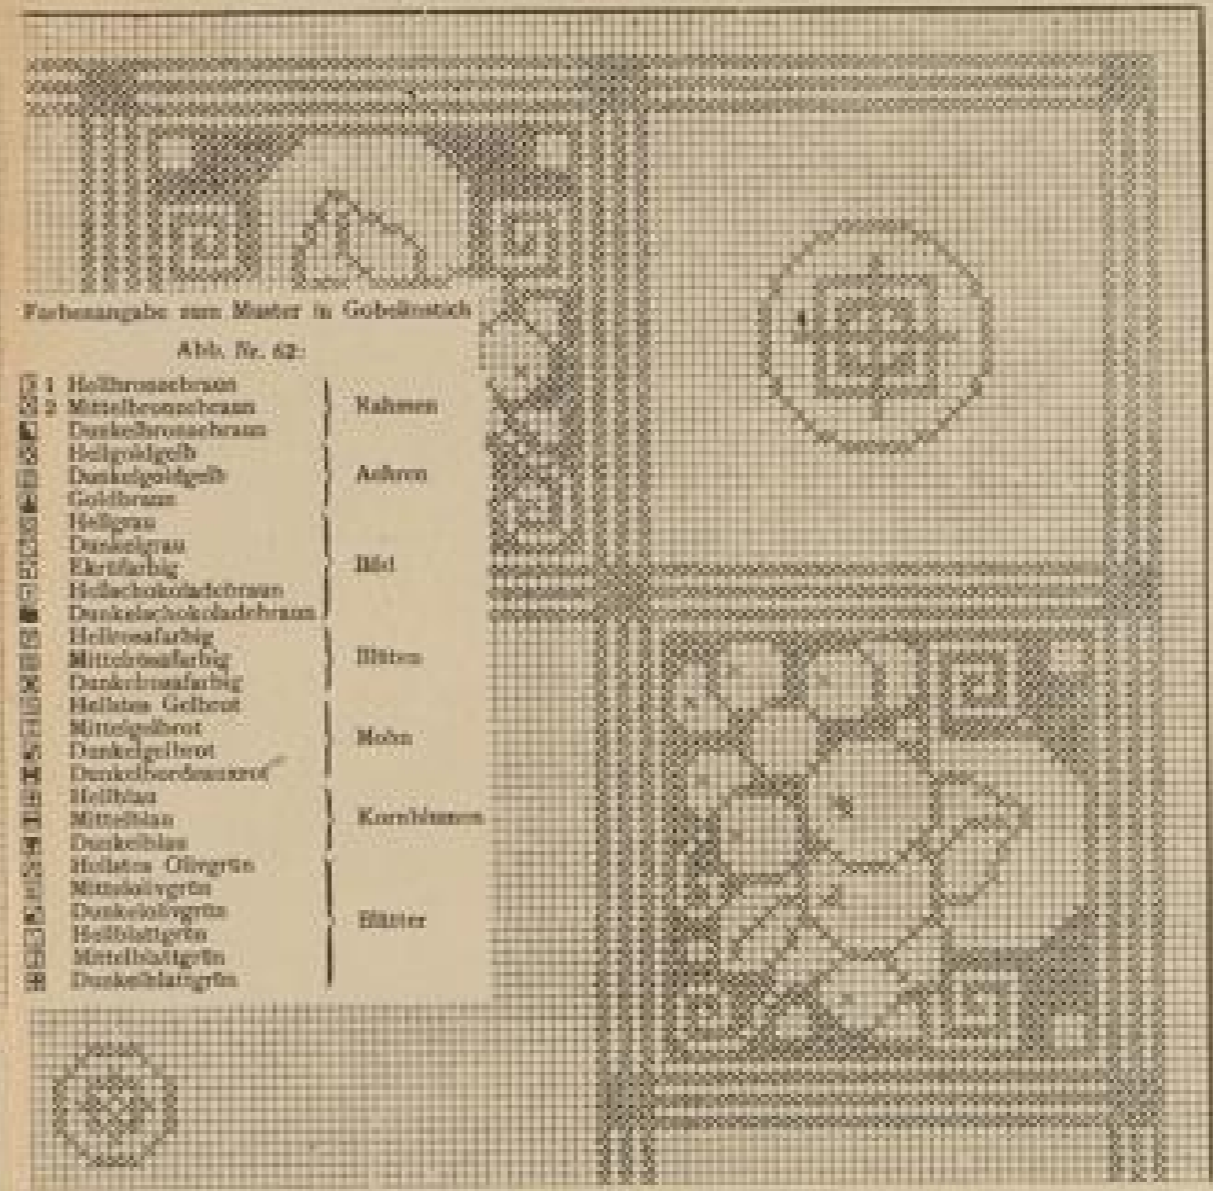 Farbenangabe zum Muster in Gobelinstich
Abb. Nr. 62:
1 Hellbronzebraun
2 Mittelbronzebraun
Dunkelbronzebraun
Rahmen
Hellgoldgelb
Dunkelgoldgelb
Goldbraun
Aehren
Hellgrau
Dunkelgrau
Ekrüfarbig
Hellschokoladebraun
Dunkelschokoladebraun
Bild
Hellrosafarbig
Mittelrosafarbig
Dunkelrosafarbig
Blüten
Hellstes Gelbrot
Mittelgelbrot
Dunkelgelbrot
Dunkelbordeauxrot
Mohn
Hellblau
Mittelblau
Dunkelblau
Kornblumen
Hellstes Olivgrün
Mittelolivgrün
Dunkelolivgrün
Hellblattgrün
Mittelblattgrün
Dunkelblattgrün
Blätter